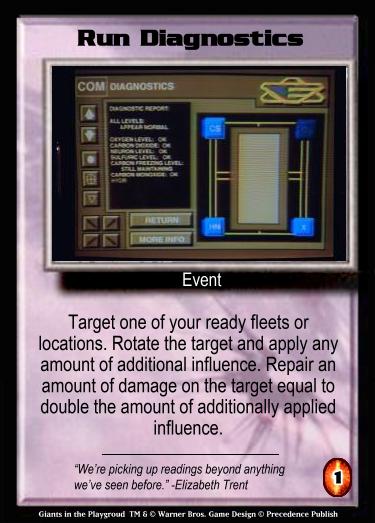 Run Diagnostics
COM DIAGNOSTICS
DIAGNOSTIC REPORT:
ALL LEVELS:
APPEAR NORMAL
OXYGEN LEVEL: OK
CARBON DIOXIDE: OK
NEURON LEVEL: OK
SULFURIC LEVEL: OK
CARBON FREEZING LEVEL:
STILL MAINTAINING
CARBON MONOXIDE: OK
HYDR
CS
HN
X
RETURN
MORE INFO
Event
Target one of your ready fleets or
locations. Rotate the target and apply any
amount of additional influence. Repair an
amount of damage on the target equal to
double the amount of additionally applied
influence.
“We’re picking up readings beyond anything
we’ve seen before.” -Elizabeth Trent
1
Giants in the Playgroud TM & © Warner Bros. Game Design © Precedence Publish